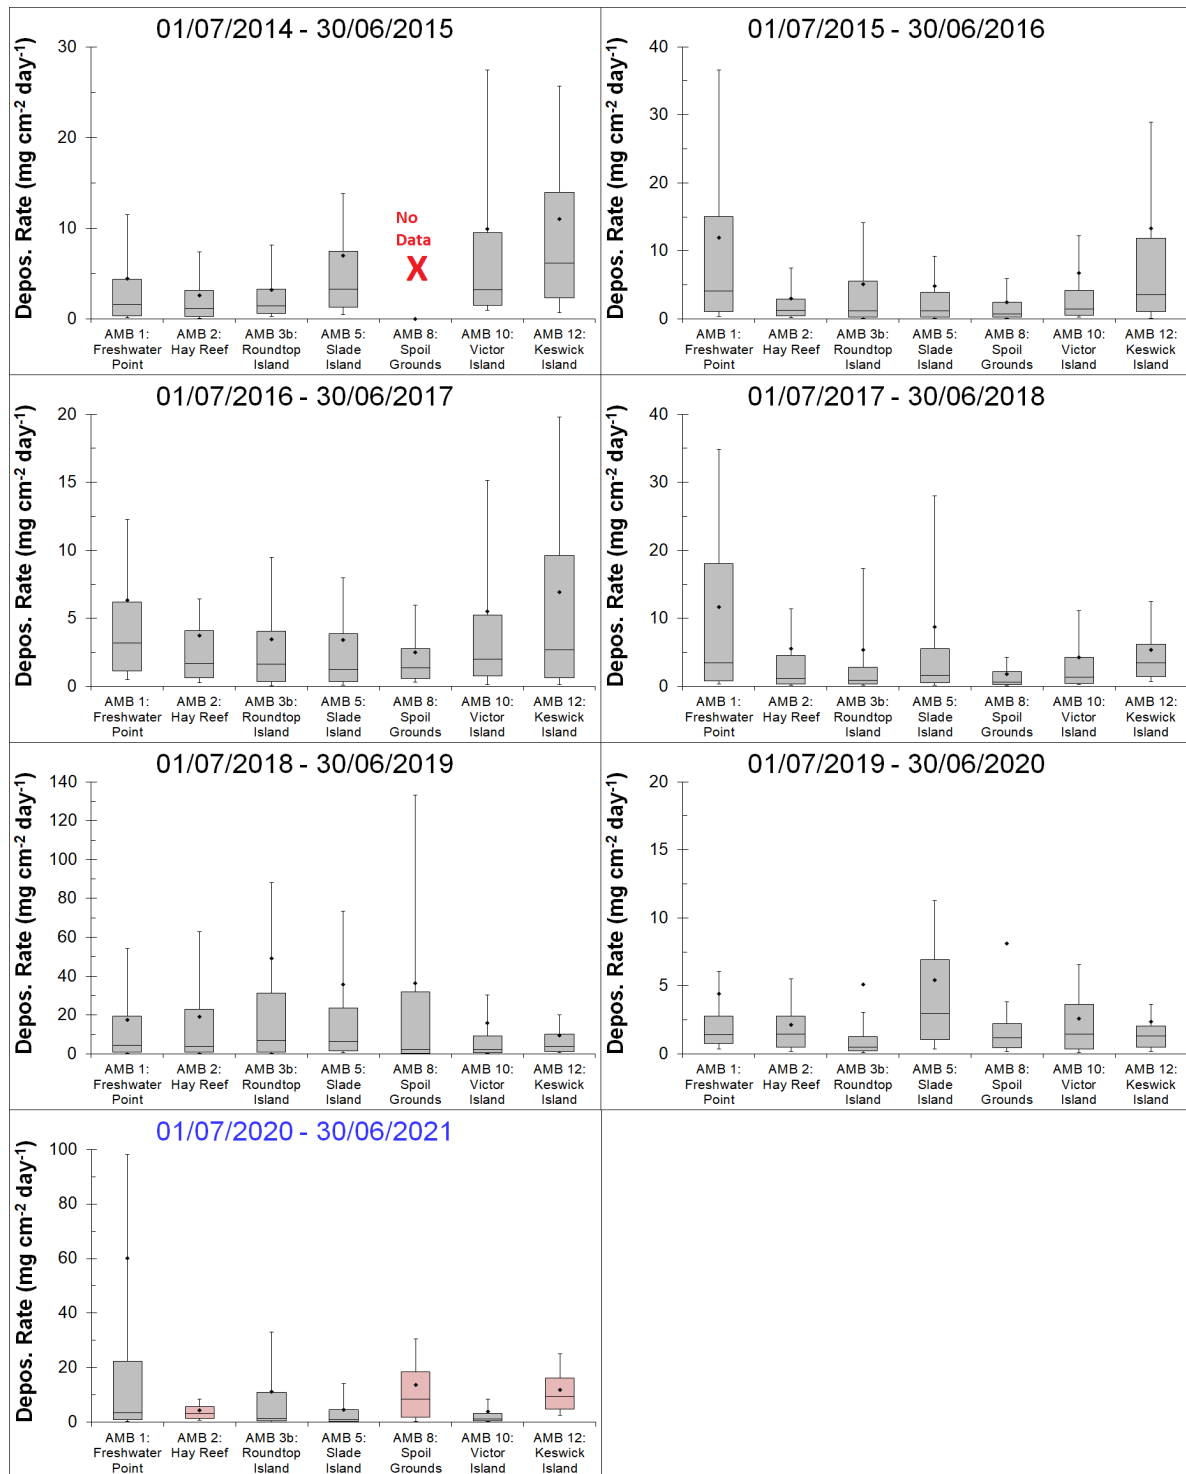 01/07/2014 - 30/06/2015
Depos. Rate (mg cm-2 day-1)
30
20
10
0
No
Data
X
AMB 1: AMB 2: AMB 3b: AMB 5: AMB 8: AMB 10: AMB 12:
Freshwater Hay Reef Roundtop Slade Spoil Victor Keswick
Point Island Island Grounds Island Island
01/07/2015 - 30/06/2016
Depos. Rate (mg cm-2 day-1)
40
30
20
10
0
AMB 1: AMB 2: AMB 3b: AMB 5: AMB 8: AMB 10: AMB 12:
Freshwater Hay Reef Roundtop Slade Spoil Victor Keswick
Point Island Island Grounds Island Island
01/07/2016 - 30/06/2017
Depos. Rate (mg cm-2 day-1)
20
15
10
5
0
AMB 1: AMB 2: AMB 3b: AMB 5: AMB 8: AMB 10: AMB 12:
Freshwater Hay Reef Roundtop Slade Spoil Victor Keswick
Point Island Island Grounds Island Island
01/07/2017 - 30/06/2018
Depos. Rate (mg cm-2 day-1)
40
30
20
10
0
AMB 1: AMB 2: AMB 3b: AMB 5: AMB 8: AMB 10: AMB 12:
Freshwater Hay Reef Roundtop Slade Spoil Victor Keswick
Point Island Island Grounds Island Island
01/07/2018 - 30/06/2019
Depos. Rate (mg cm-2 day-1)
140
120
100
80
60
40
20
0
AMB 1: AMB 2: AMB 3b: AMB 5: AMB 8: AMB 10: AMB 12:
Freshwater Hay Reef Roundtop Slade Spoil Victor Keswick
Point Island Island Grounds Island Island
01/07/2019 - 30/06/2020
Depos. Rate (mg cm-2 day-1)
20
15
10
5
0
AMB 1: AMB 2: AMB 3b: AMB 5: AMB 8: AMB 10: AMB 12:
Freshwater Hay Reef Roundtop Slade Spoil Victor Keswick
Point Island Island Grounds Island Island
01/07/2020 - 30/06/2021
Depos. Rate (mg cm-2 day-1)
100
80
60
40
20
0
AMB 1: AMB 2: AMB 3b: AMB 5: AMB 8: AMB 10: AMB 12:
Freshwater Hay Reef Roundtop Slade Spoil Victor Keswick
Point Island Island Grounds Island Island